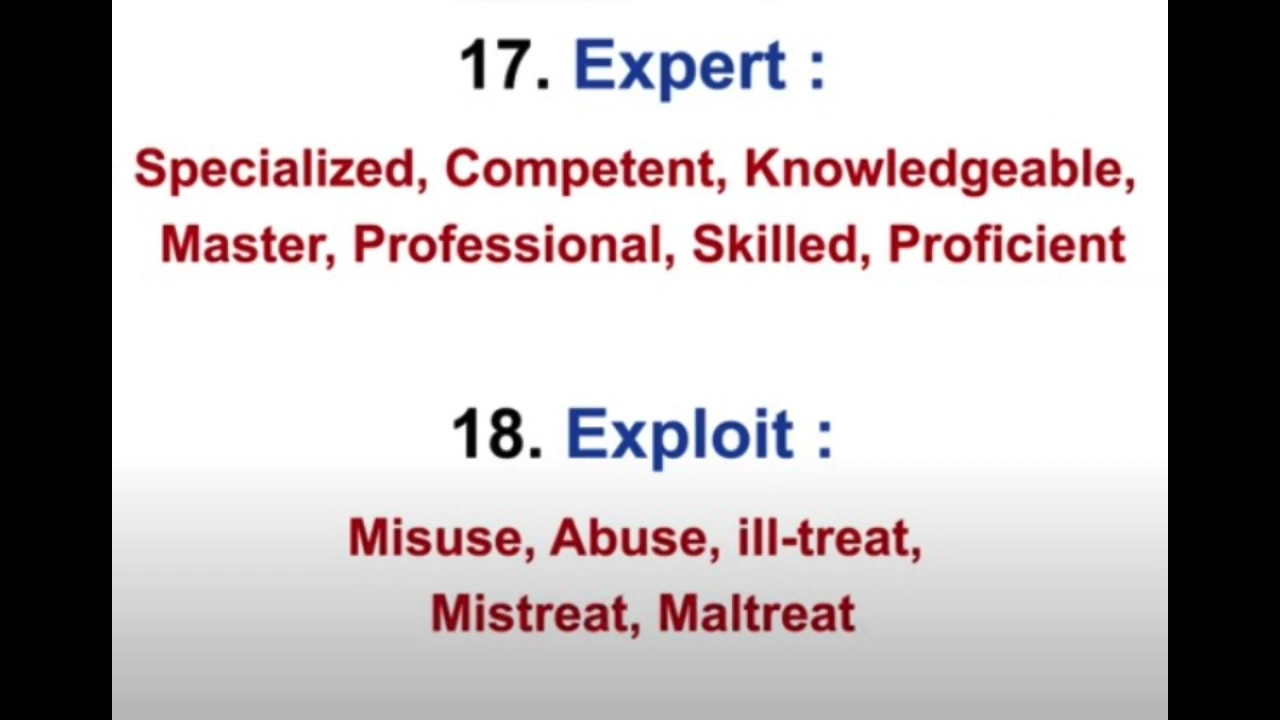 17. Expert :
Specialized, Competent, Knowledgeable,
Master, Professional, Skilled, Proficient
18. Exploit :
Misuse, Abuse, ill-treat,
Mistreat, Maltreat